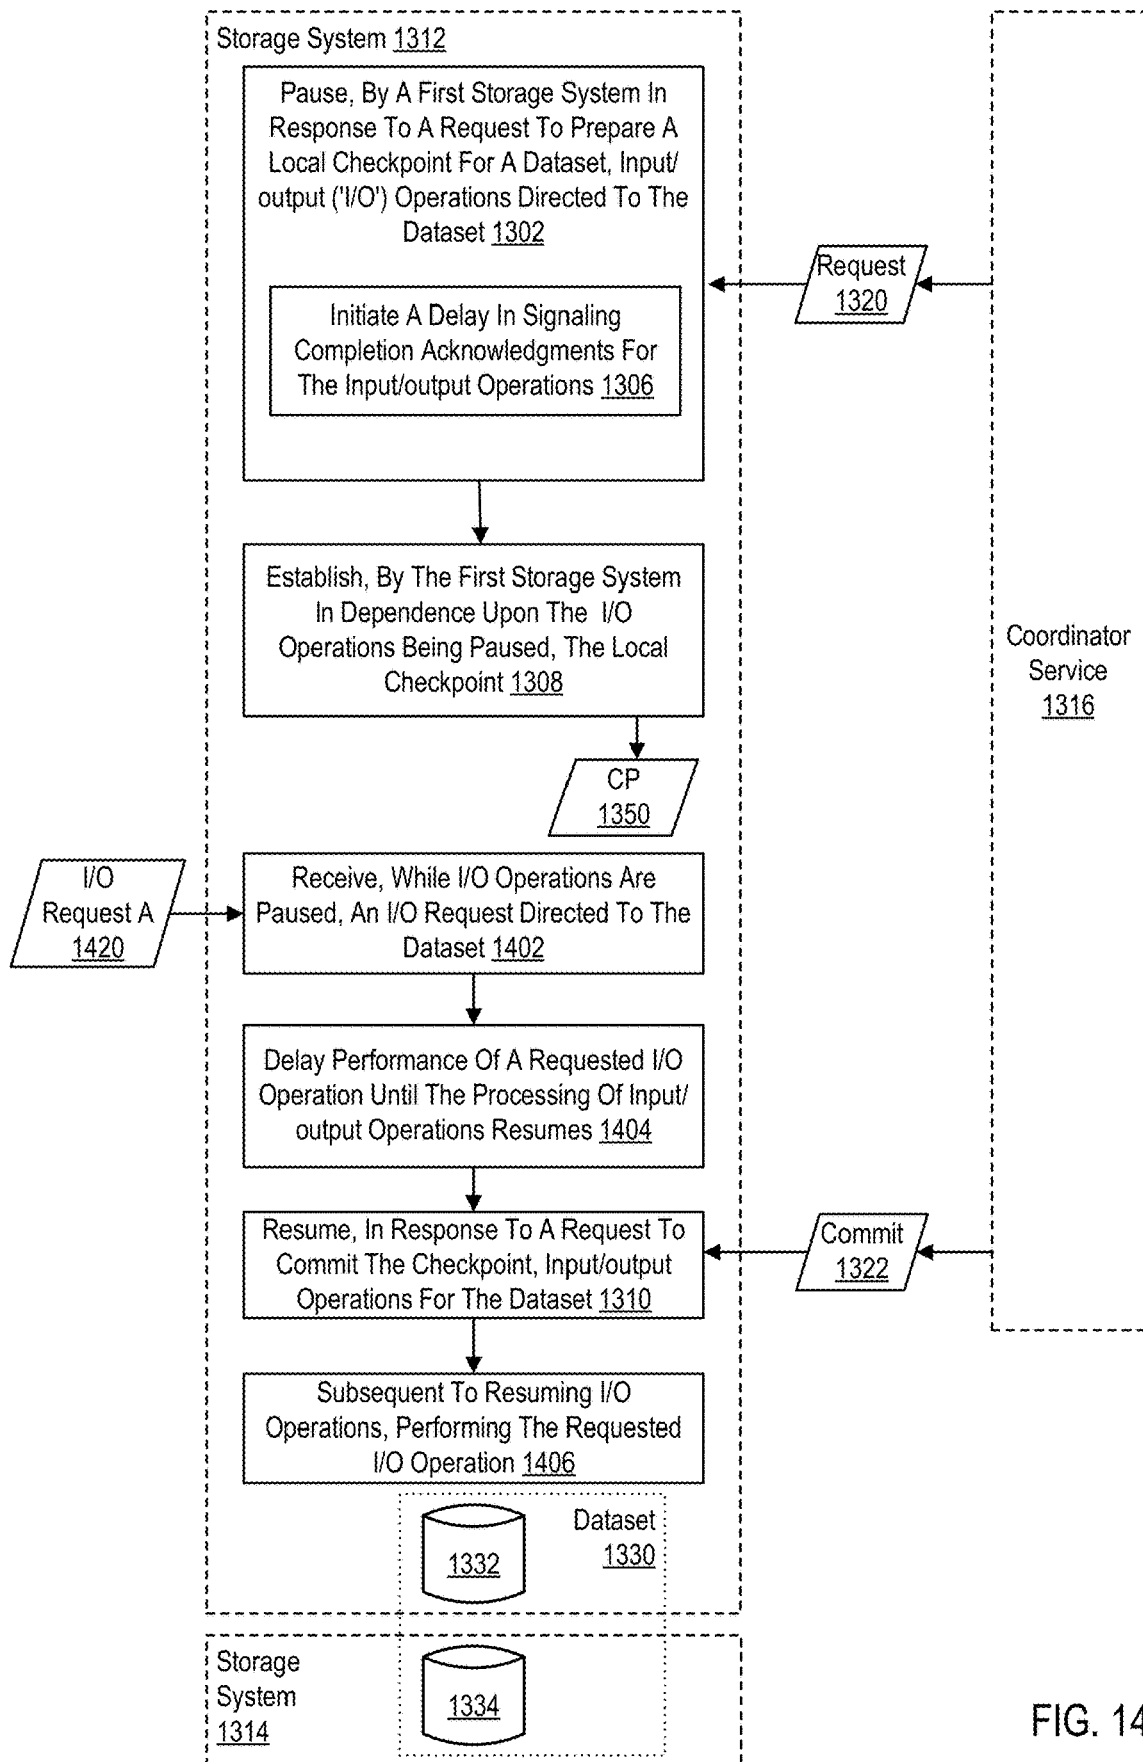 Storage System 1312
Pause, By A First Storage System In
Response To A Request To Prepare A
Local Checkpoint For A Dataset, Input/
output ('I/O') Operations Directed To The
Dataset 1302
Initiate A Delay In Signaling
Completion Acknowledgments For
The Input/output Operations 1306
Request
1320
Establish, By The First Storage System
In Dependence Upon The I/O
Operations Being Paused, The Local
Checkpoint 1308
Coordinator
Service
1316
CP
1350
I/O
Request A
1420
Receive, While I/O Operations Are
Paused, An I/O Request Directed To The
Dataset 1402
Delay Performance Of A Requested I/O
Operation Until The Processing Of Input/
output Operations Resumes 1404
Resume, In Response To A Request To
Commit The Checkpoint, Input/output
Operations For The Dataset 1310
Commit
1322
Subsequent To Resuming I/O
Operations, Performing The Requested
I/O Operation 1406
Dataset
1330
1332
Storage
System
1314
1334
FIG. 14